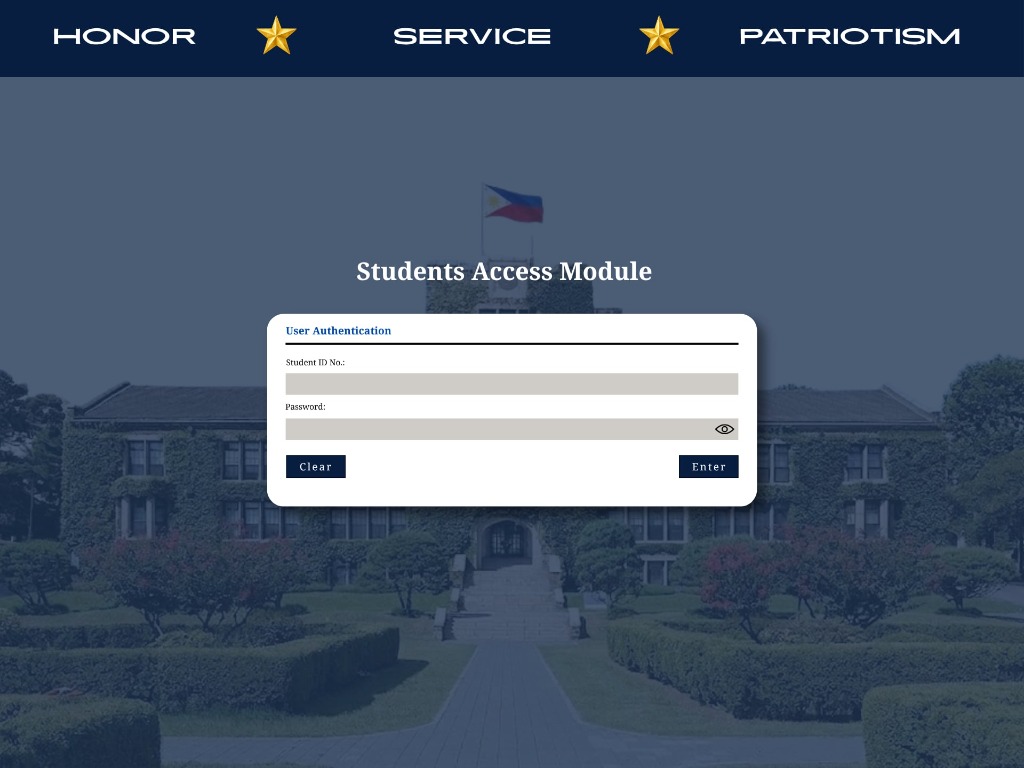 HONOR SERVICE PATRIOTISM
Students Access Module
User Authentication
Student ID No.:
Password:
Clear Enter